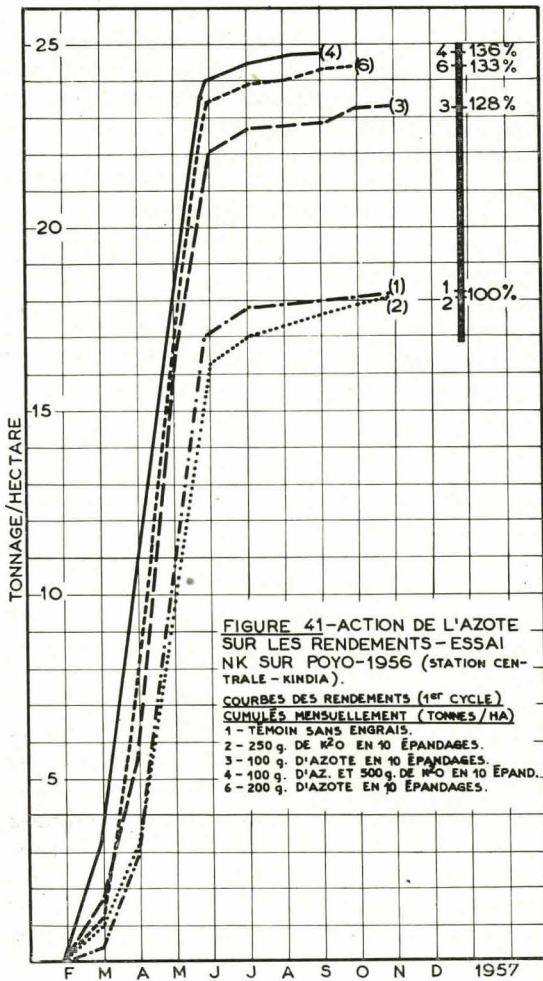 25
20
15
10
5
TONNAGE/HECTARE
(4)
(6)
(3)
(1)
(2)
4 136%
6 133%
3 128%
1
2 100%
FIGURE 41-ACTION DE L'AZOTE
SUR LES RENDEMENTS-ESSAI
NK SUR POYO-1956 (STATION CEN-
TRALE-KINDIA).
COURBES DES RENDEMENTS (1er CYCLE)
CUMULÉS MENSUELLEMENT (TONNES/HA)
1 - TÉMOIN SANS ENGRAIS.
2 - 250 g. DE K2O EN 10 ÉPANDAGES.
3 - 100 g. D'AZOTE EN 10 ÉPANDAGES.
4 - 100 g. D'AZ. ET 500 g. DE K2O EN 10 ÉPAND.
6 - 200 g. D'AZOTE EN 10 ÉPANDAGES.
F M A M J J A S O N D 1957